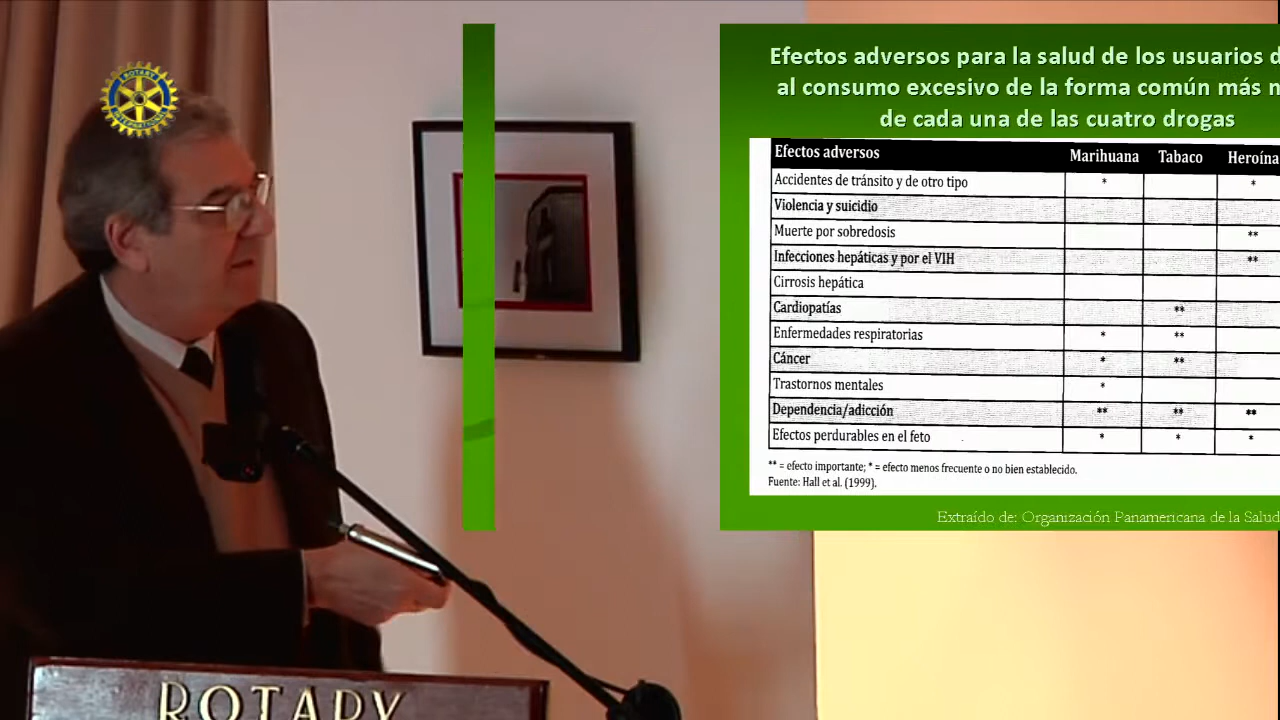 ROTARY
INTERNATIONAL
Efectos adversos para la salud de los usuarios
al consumo excesivo de la forma común más
de cada una de las cuatro drogas
Efectos adversos Marihuana Tabaco Heroína
Accidentes de tránsito y de otro tipo * *
Violencia y suicidio
Muerte por sobredosis **
Infecciones hepáticas y por el VIH **
Cirrosis hepática
Cardiopatías **
Enfermedades respiratorias * **
Cáncer * **
Trastornos mentales *
Dependencia/adicción ** ** **
Efectos perdurables en el feto * * *
** = efecto importante; * = efecto menos frecuente o no bien establecido.
Fuente: Hall et al. (1999).
Extraído de: Organización Panamericana de la Salud
ROTARY